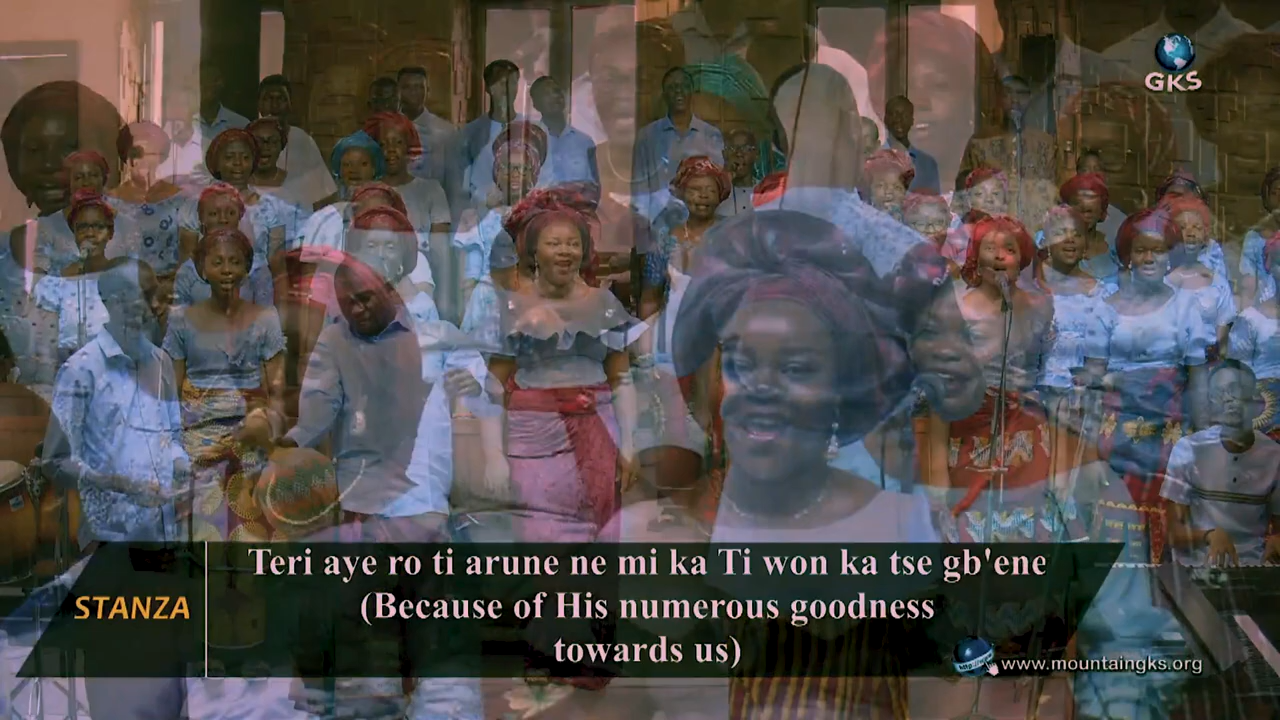 GKS
Teri aye ro ti arune ne mi ka Ti won ka tse gb'ene
(Because of His numerous goodness
towards us)
STANZA
http://
www.mountaingks.org